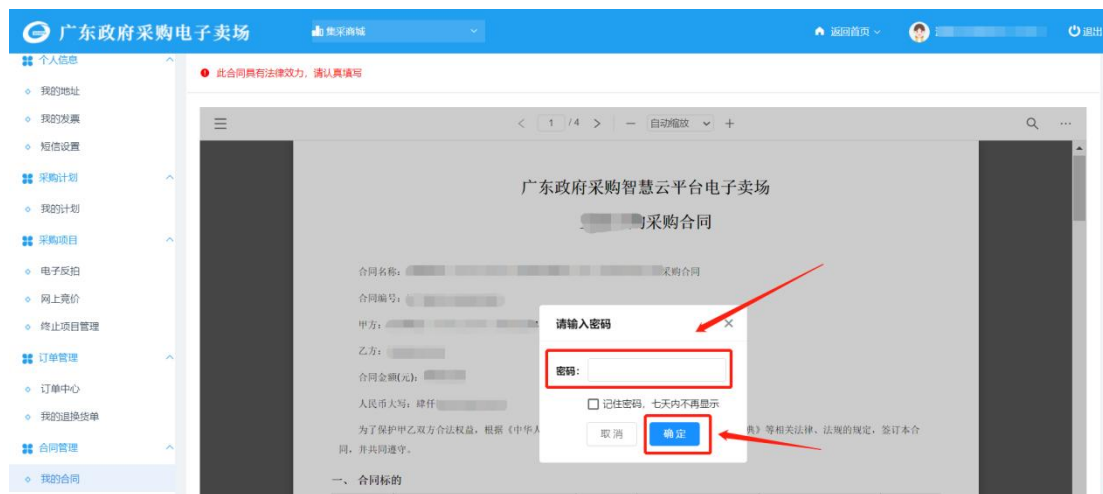 广东政府采购电子卖场
集采商城
返回首页
退出
个人信息
我的地址
我的发票
短信设置
采购计划
我的计划
采购项目
电子反拍
网上竞价
终止项目管理
订单管理
订单中心
我的退换货单
合同管理
我的合同
此合同具有法律效力，请认真填写
1 /4
自动缩放
广东政府采购智慧云平台电子卖场
采购合同
合同名称： 采购合同
合同编号：
甲方：
乙方：
合同金额(元)：
人民币大写：肆仟
为了保护甲乙双方合法权益，根据《中华人 典》等相关法律、法规的规定，签订本合
同，并共同遵守。
一、 合同标的
请输入密码
密码：
记住密码，七天内不再显示
取消
确定